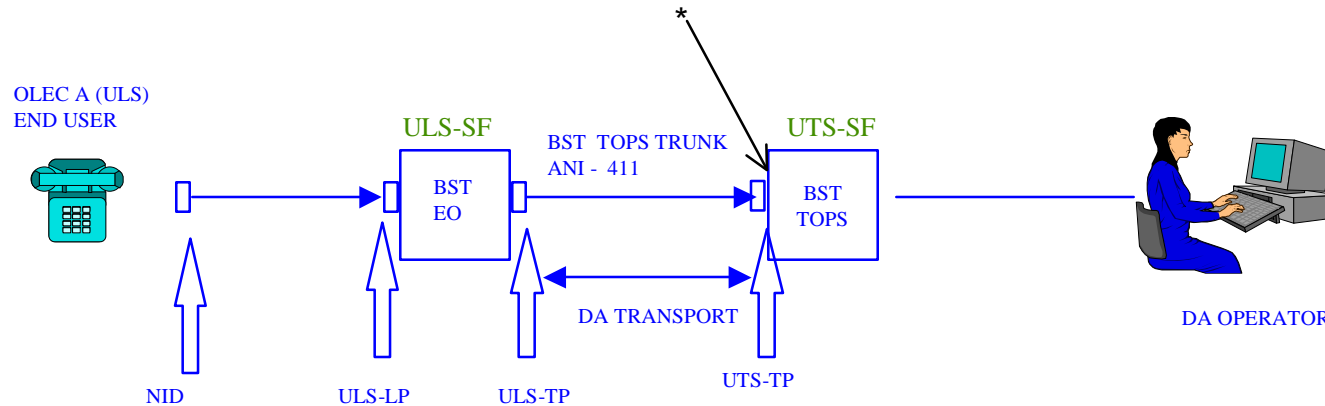 *
OLEC A (ULS)
END USER
ULS-SF
BST TOPS TRUNK
ANI - 411
UTS-SF
BST
EO
BST
TOPS
DA TRANSPORT
DA OPERATOR
NID
ULS-LP
ULS-TP
UTS-TP